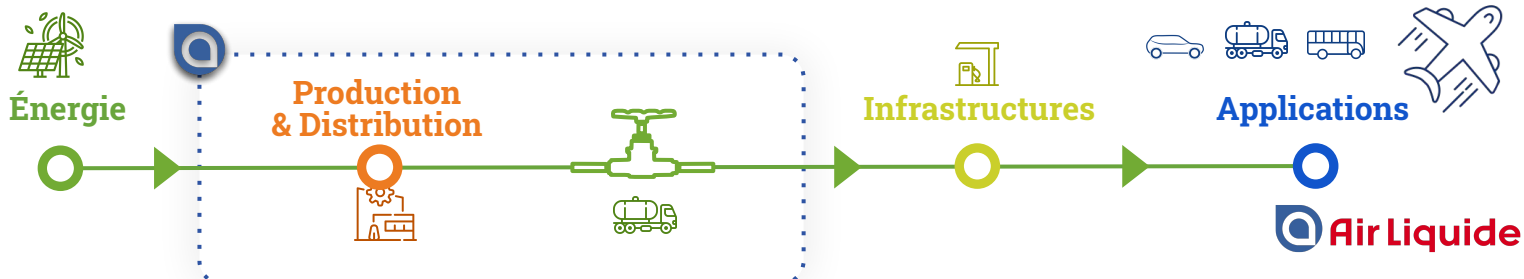 Énergie
Production
& Distribution
Infrastructures
Applications
Air Liquide